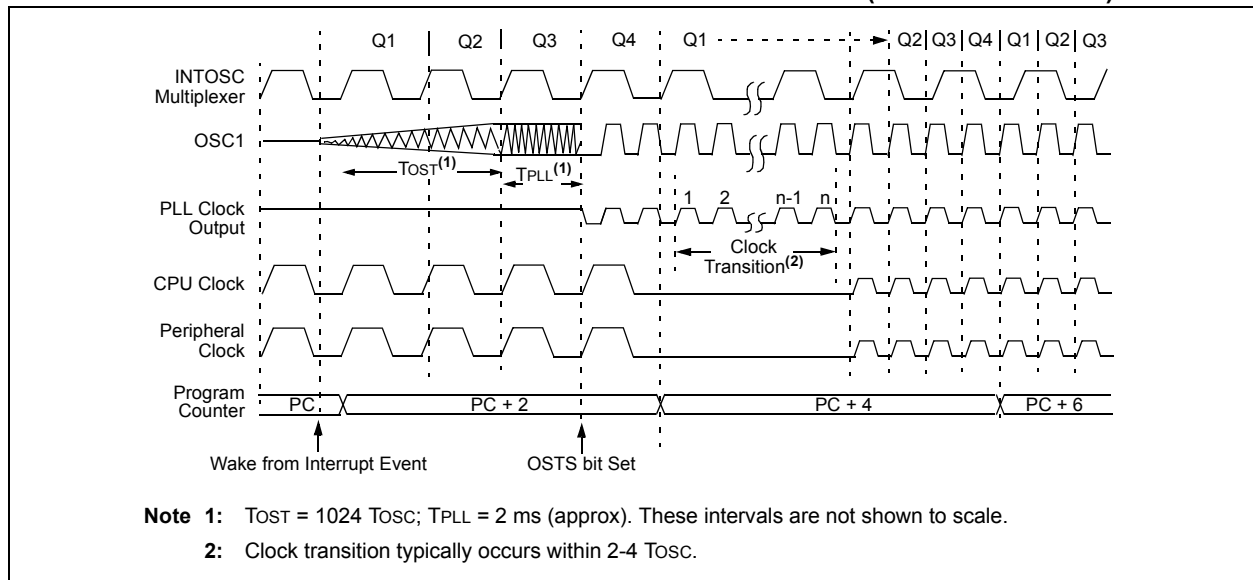 Q1 Q2 Q3 Q4 Q1 Q2 Q3 Q4 Q1 Q2 Q3
INTOSC
Multiplexer
OSC1
TOST(1) TPLL(1)
1 2 n-1 n
PLL Clock
Output
Clock
Transition(2)
CPU Clock
Peripheral
Clock
Program
Counter
PC PC + 2 PC + 4 PC + 6
Wake from Interrupt Event OSTS bit Set
Note 1: TOST = 1024 TOSC; TPLL = 2 ms (approx). These intervals are not shown to scale.
2: Clock transition typically occurs within 2-4 TOSC.